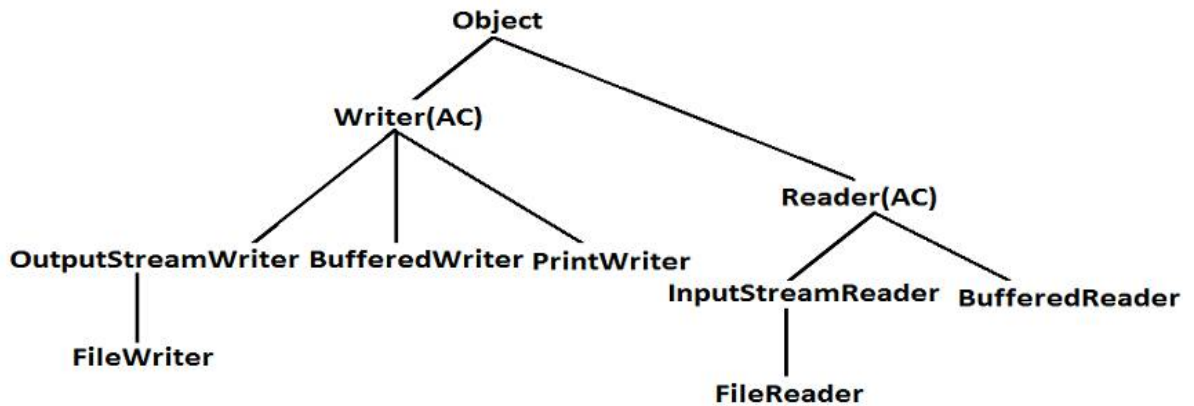 Object
Writer(AC)
Reader(AC)
OutputStreamWriter BufferedWriter PrintWriter
InputStreamReader BufferedReader
FileWriter
FileReader